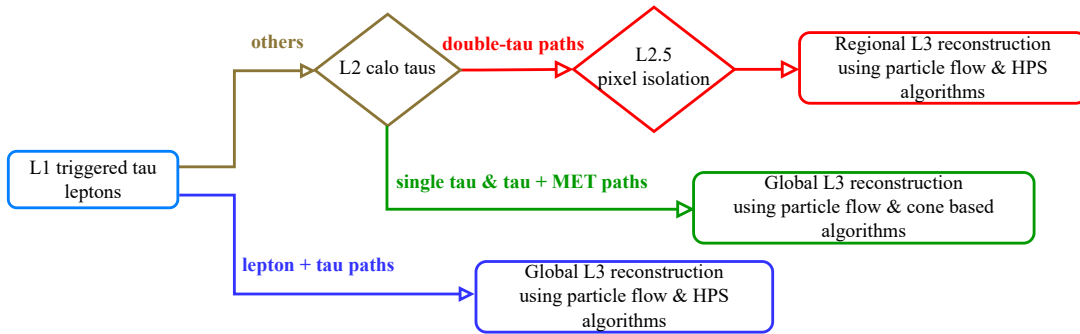 others
double-tau paths
L2 calo taus
L2.5
pixel isolation
Regional L3 reconstruction
using particle flow & HPS
algorithms
L1 triggered tau
leptons
single tau & tau + MET paths
Global L3 reconstruction
using particle flow & cone based
algorithms
lepton + tau paths
Global L3 reconstruction
using particle flow & HPS
algorithms